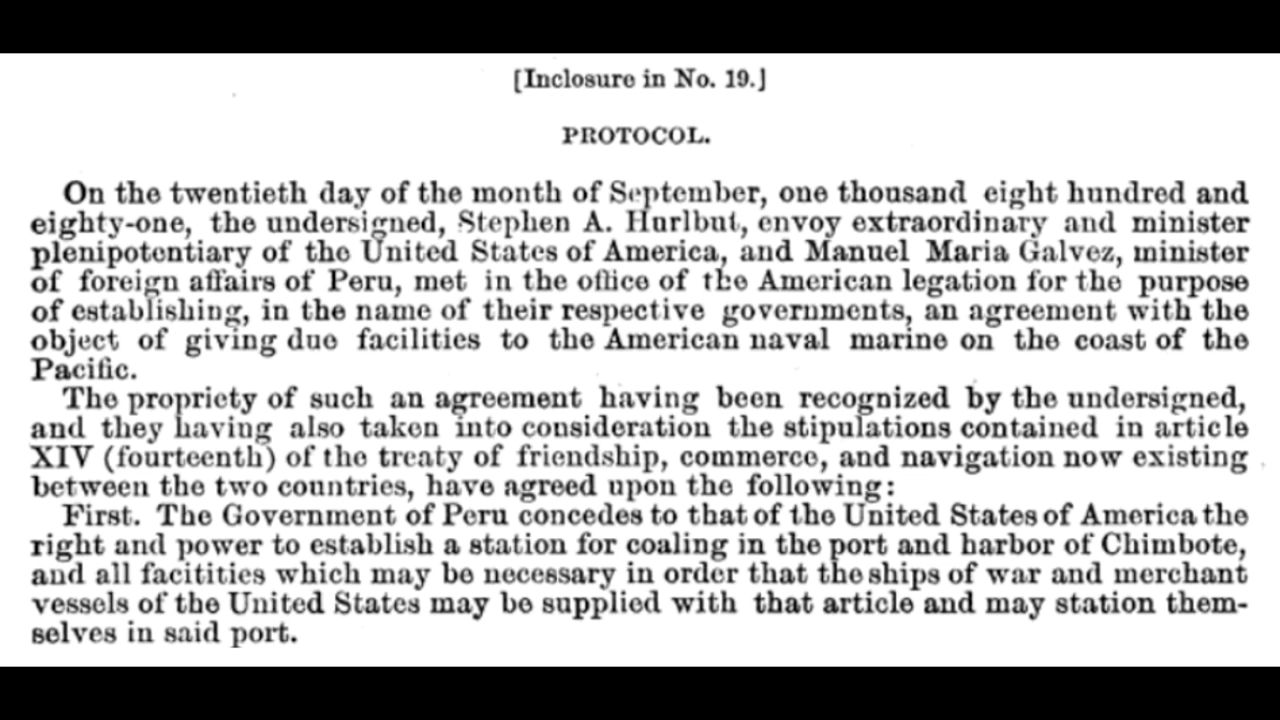 [Inclosure in No. 19.]
PROTOCOL.
On the twentieth day of the month of September, one thousand eight hundred and
eighty-one, the undersigned, Stephen A. Hurlbut, envoy extraordinary and minister
plenipotentiary of the United States of America, and Manuel Maria Galvez, minister
of foreign affairs of Peru, met in the office of the American legation for the purpose
of establishing, in the name of their respective governments, an agreement with the
object of giving due facilities to the American naval marine on the coast of the
Pacific.
The propriety of such an agreement having been recognized by the undersigned,
and they having also taken into consideration the stipulations contained in article
XIV (fourteenth) of the treaty of friendship, commerce, and navigation now existing
between the two countries, have agreed upon the following:
First. The Government of Peru concedes to that of the United States of America the
right and power to establish a station for coaling in the port and harbor of Chimbote,
and all facitities which may be necessary in order that the ships of war and merchant
vessels of the United States may be supplied with that article and may station them-
selves in said port.